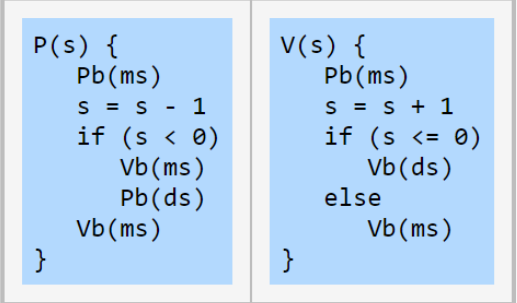 P(s) {
   Pb(ms)
   s = s - 1
   if (s < 0)
      Vb(ms)
      Pb(ds)
   Vb(ms)
}
V(s) {
   Pb(ms)
   s = s + 1
   if (s <= 0)
      Vb(ds)
   else
      Vb(ms)
}